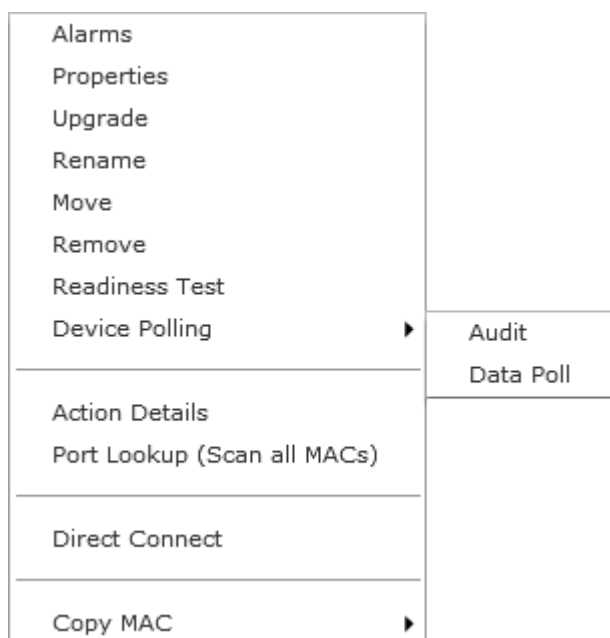 Alarms
Properties
Upgrade
Rename
Move
Remove
Readiness Test
Device Polling
Audit
Data Poll
Action Details
Port Lookup (Scan all MACs)
Direct Connect
Copy MAC